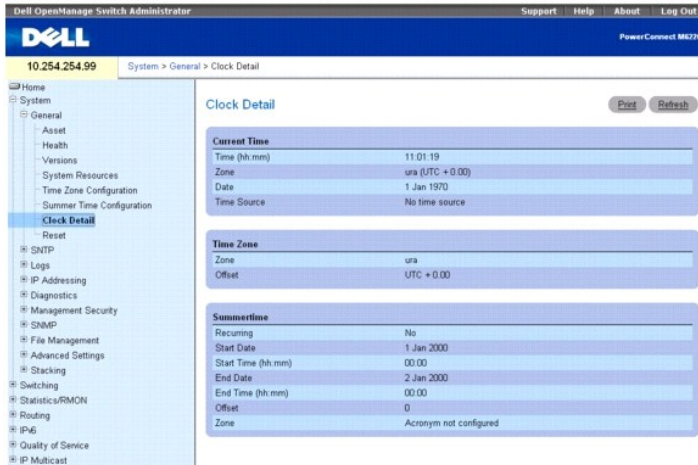 Dell OpenManage Switch Administrator Support Help About Log Out
DELL
PowerConnect M6220
10.254.254.99 System > General > Clock Detail
Home
System
General
Asset
Health
Versions
System Resources
Time Zone Configuration
Summer Time Configuration
Clock Detail
Reset
SNTP
Logs
IP Addressing
Diagnostics
Management Security
SNMP
File Management
Advanced Settings
Stacking
Switching
Statistics/RMON
Routing
IPv6
Quality of Service
IP Multicast
Clock Detail Print Refresh
Current Time
Time (hh:mm) 11:01:19
Zone ura (UTC + 0.00)
Date 1 Jan 1970
Time Source No time source
Time Zone
Zone ura
Offset UTC + 0.00
Summertime
Recurring No
Start Date 1 Jan 2000
Start Time (hh:mm) 00:00
End Date 2 Jan 2000
End Time (hh:mm) 00:00
Offset 0
Zone Acronym not configured